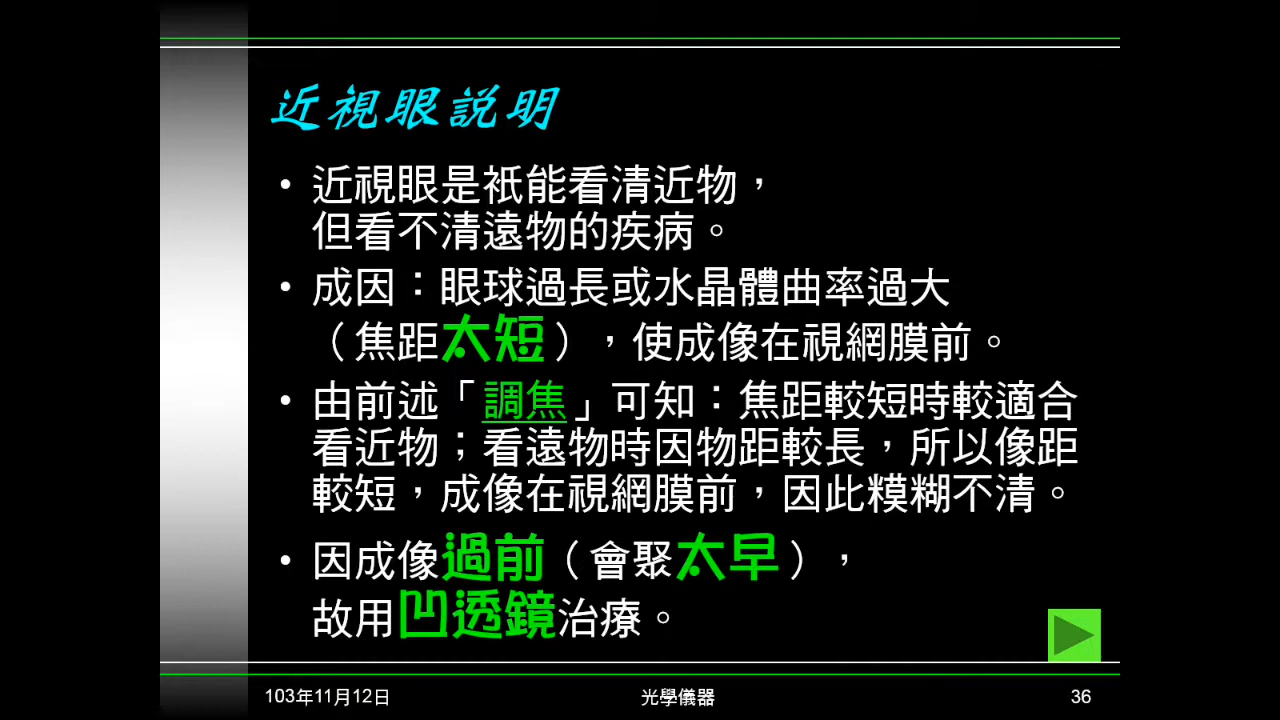 近視眼説明
• 近視眼是衹能看清近物，
但看不清遠物的疾病。
• 成因：眼球過長或水晶體曲率過大
（焦距太短），使成像在視網膜前。
• 由前述「調焦」可知：焦距較短時較適合
看近物；看遠物時因物距較長，所以像距
較短，成像在視網膜前，因此糢糊不清。
• 因成像過前（會聚太早），
故用凹透鏡治療。
103年11月12日
光學儀器
36